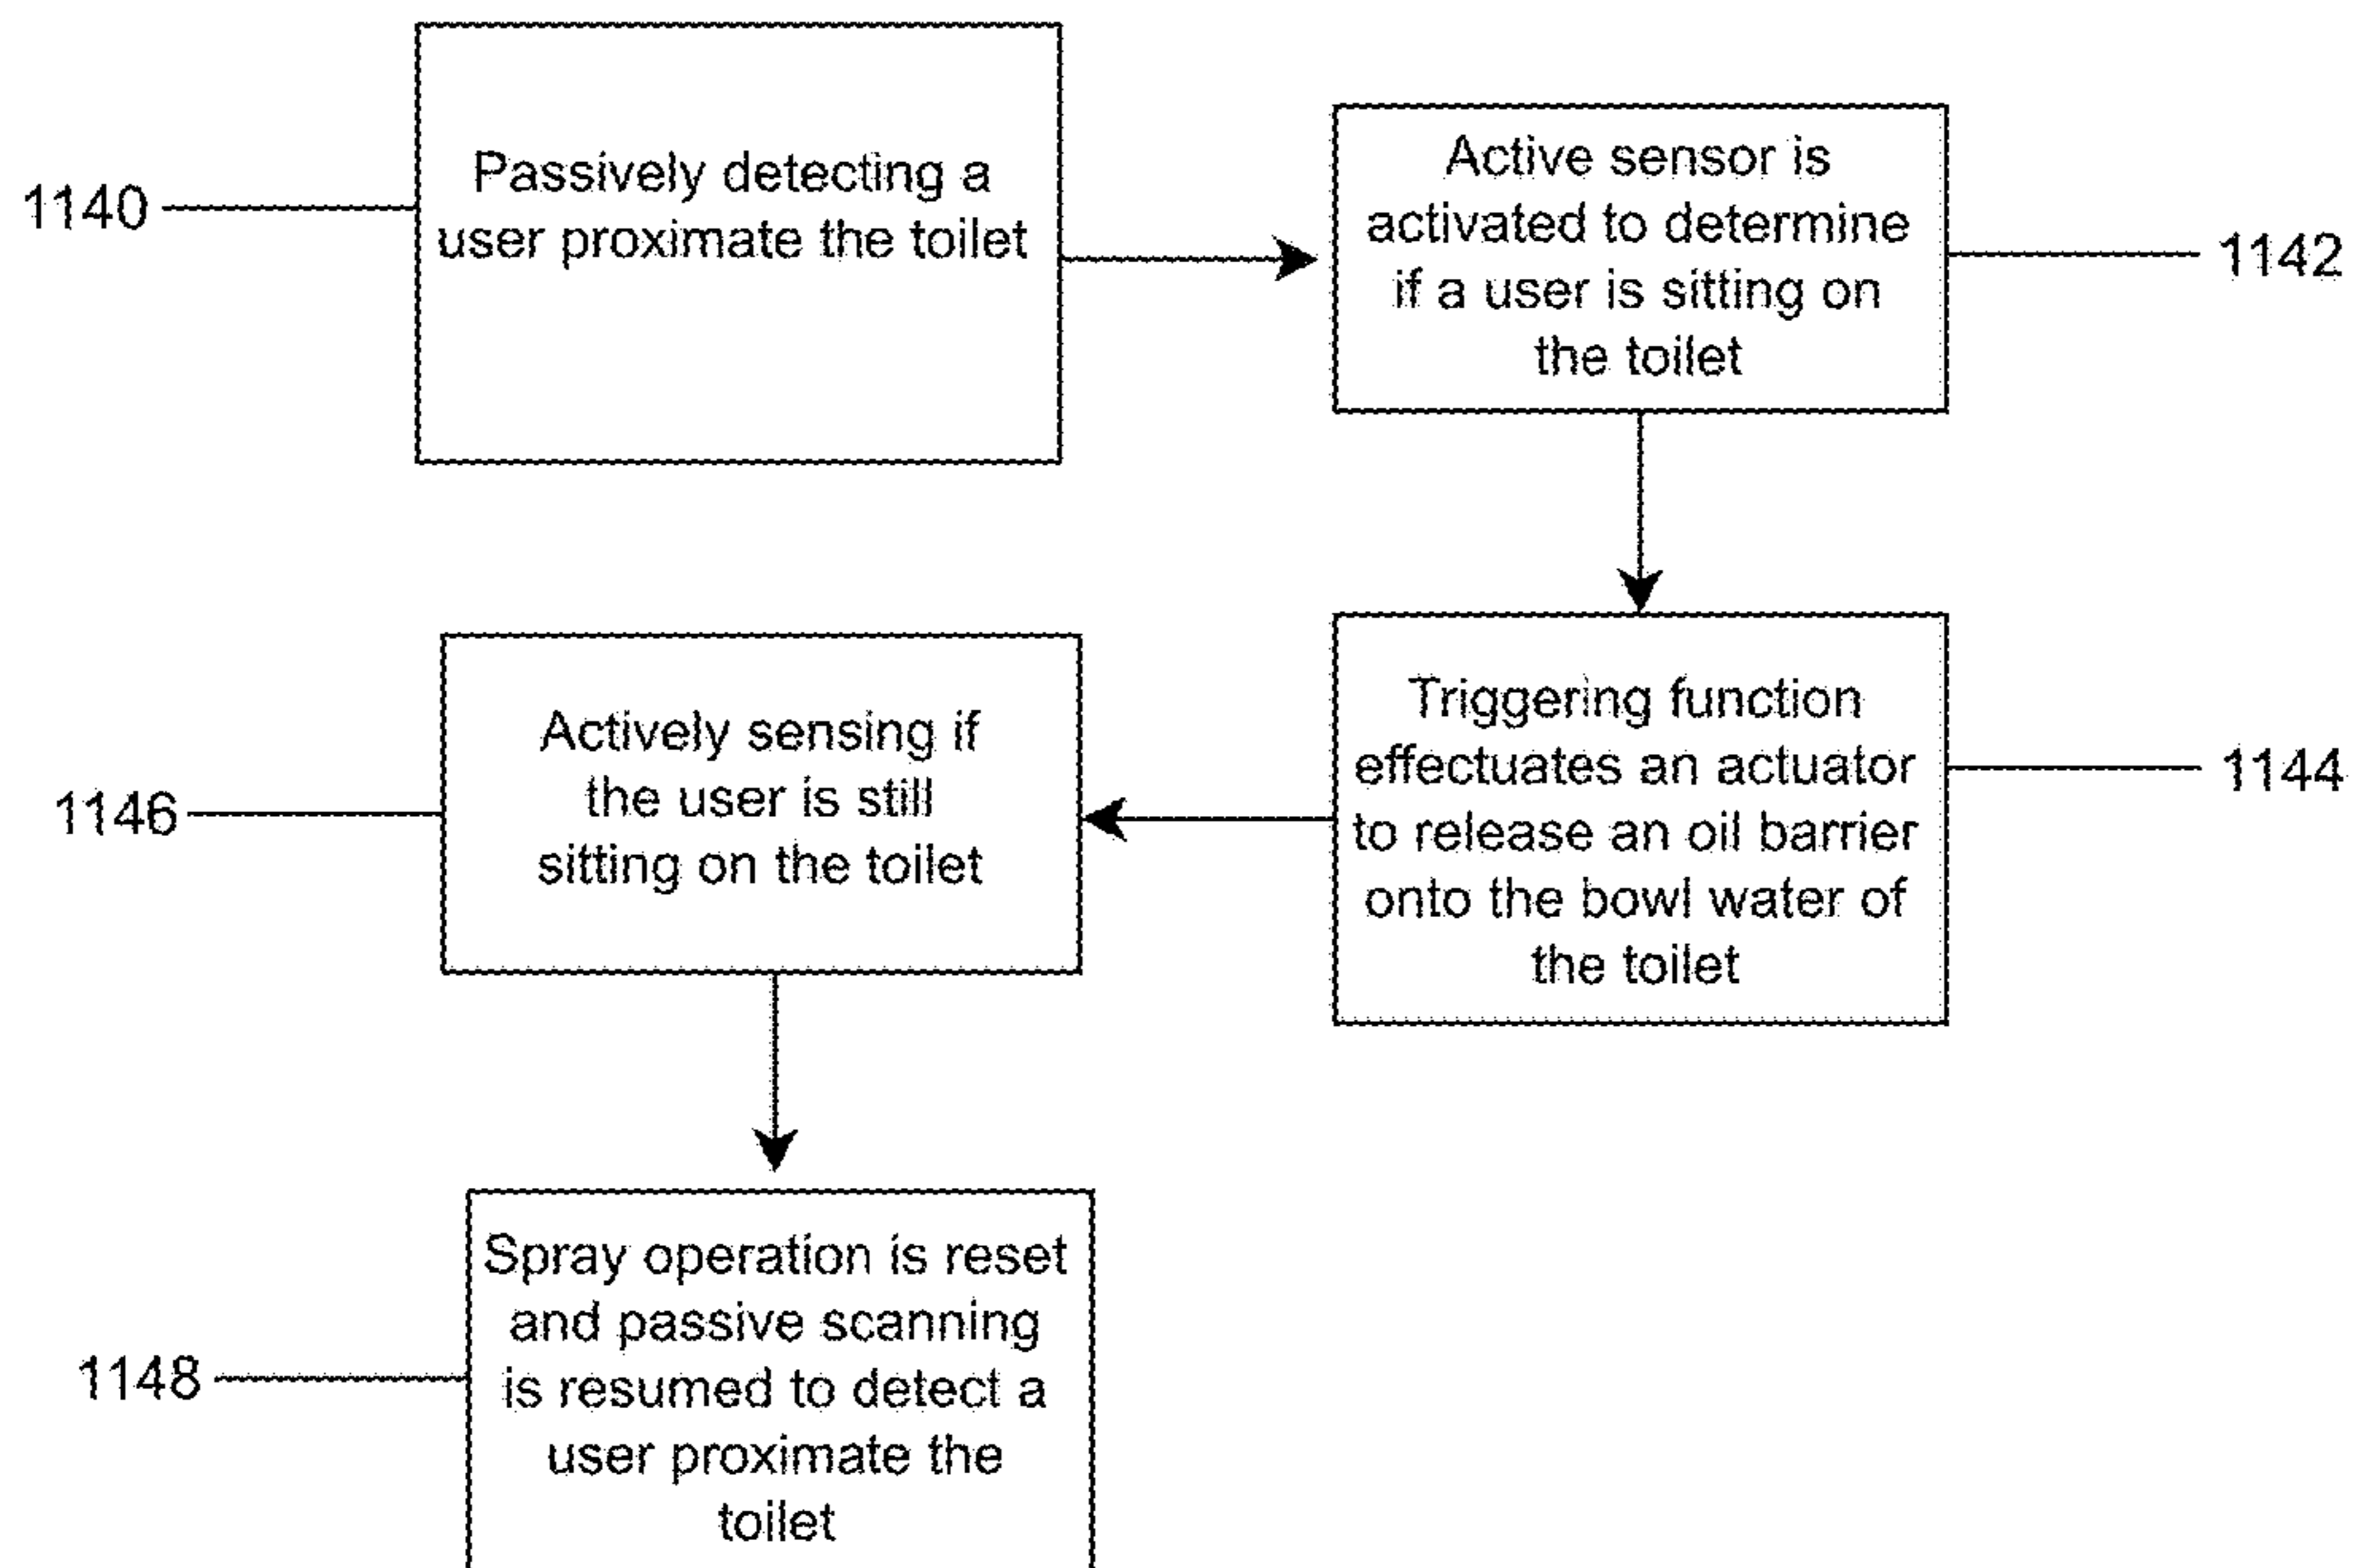 1140
Passively detecting a
user proximate the toilet
Active sensor is
activated to determine
if a user is sitting on
the toilet
1142
Triggering function
effectuates an actuator
to release an oil barrier
onto the bowl water of
the toilet
1144
1146
Actively sensing if
the user is still
sitting on the toilet
1148
Spray operation is reset
and passive scanning
is resumed to detect a
user proximate the
toilet